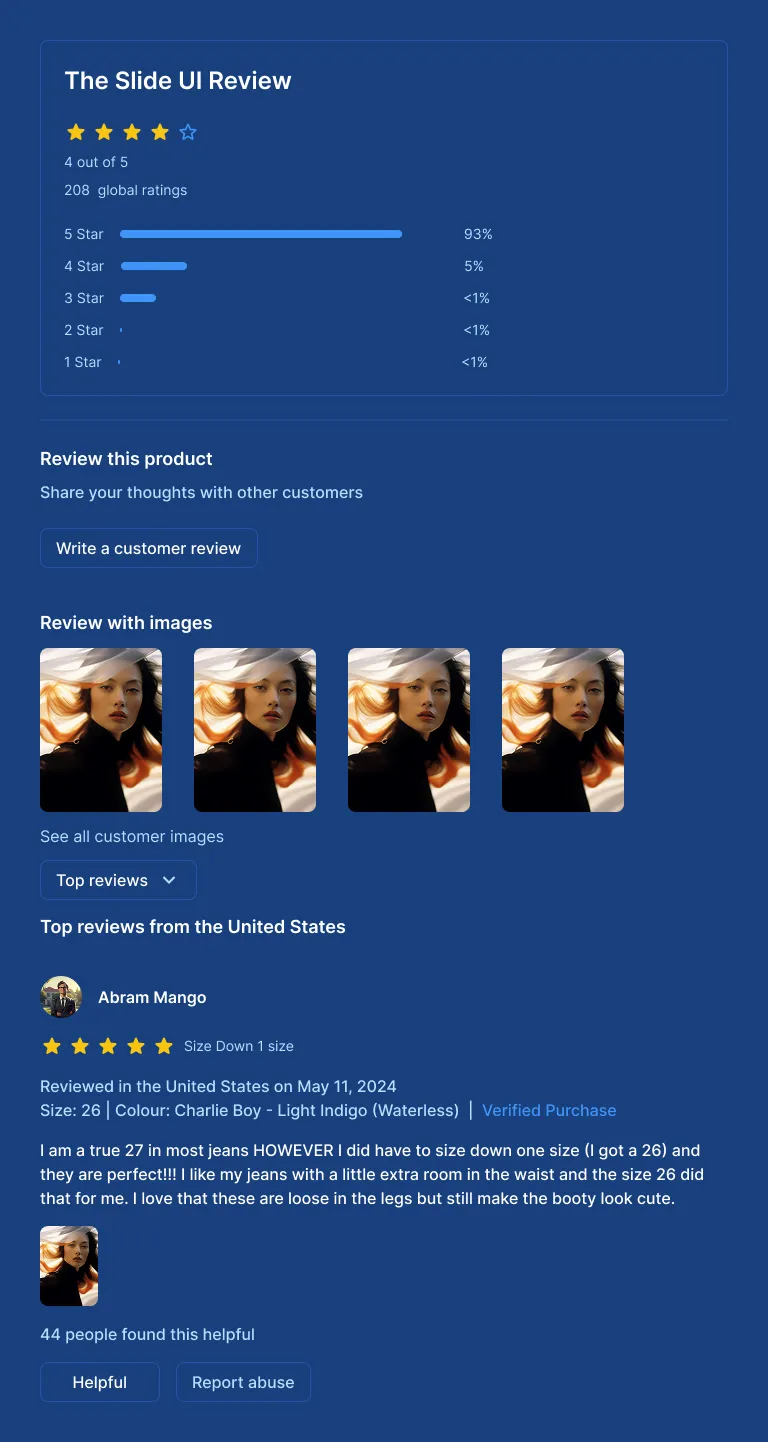 The Slide UI Review
4 out of 5
208 global ratings
5 Star 93%
4 Star 5%
3 Star <1%
2 Star <1%
1 Star <1%
Review this product
Share your thoughts with other customers
Write a customer review
Review with images
See all customer images
Top reviews
Top reviews from the United States
Abram Mango
Size Down 1 size
Reviewed in the United States on May 11, 2024
Size: 26 | Colour: Charlie Boy - Light Indigo (Waterless) | Verified Purchase
I am a true 27 in most jeans HOWEVER I did have to size down one size (I got a 26) and
they are perfect!!! I like my jeans with a little extra room in the waist and the size 26 did
that for me. I love that these are loose in the legs but still make the booty look cute.
44 people found this helpful
Helpful Report abuse